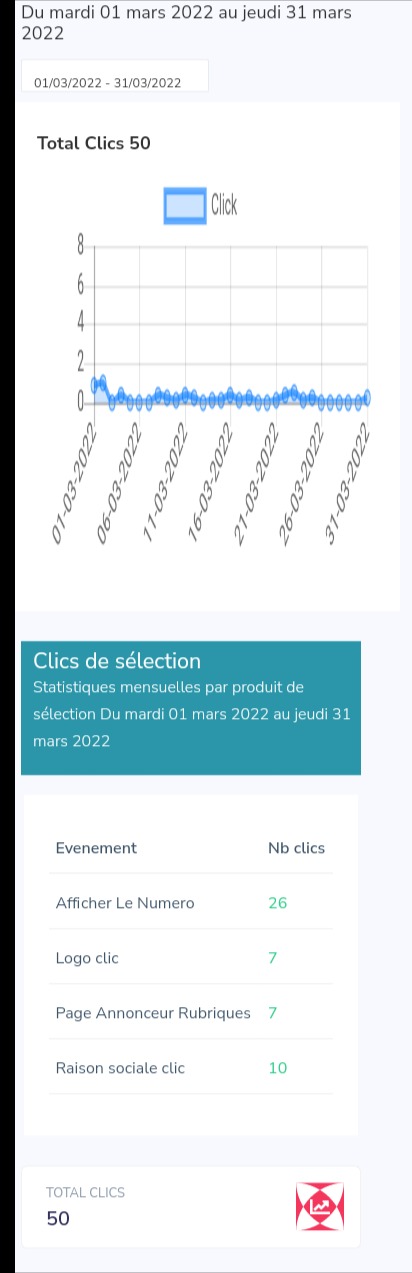 Du mardi 01 mars 2022 au jeudi 31 mars
2022
01/03/2022 - 31/03/2022
Total Clics 50
Click
8
6
4
2
0
01-03-2022
06-03-2022
11-03-2022
16-03-2022
21-03-2022
26-03-2022
31-03-2022
Clics de sélection
Statistiques mensuelles par produit de
sélection Du mardi 01 mars 2022 au jeudi 31
mars 2022
Evenement Nb clics
Afficher Le Numero 26
Logo clic 7
Page Annonceur Rubriques 7
Raison sociale clic 10
TOTAL CLICS
50